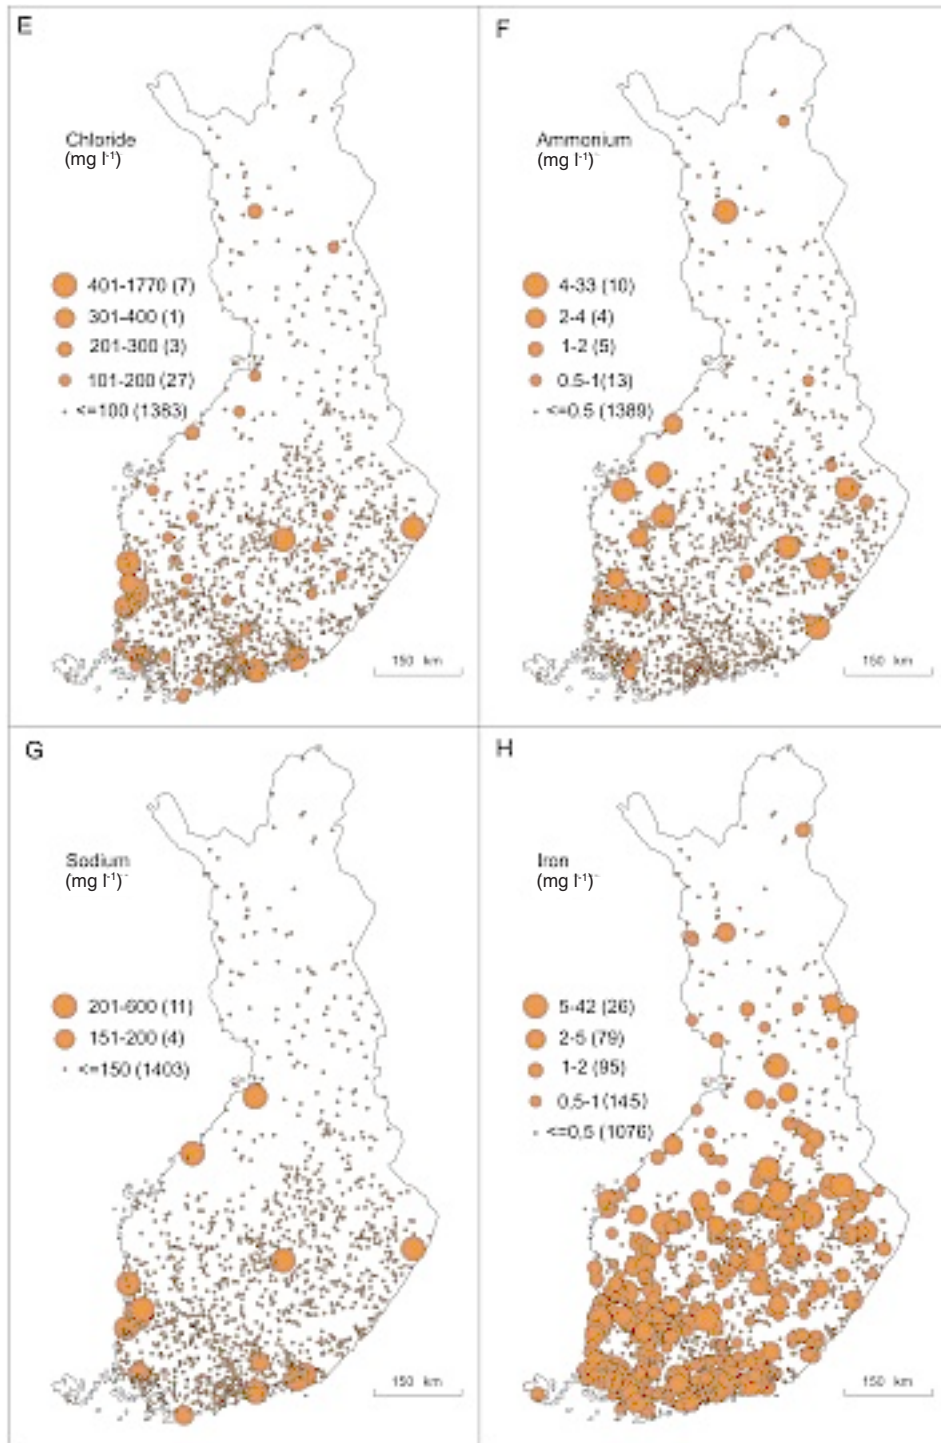 E
Chloride
(mg l-1)
401-1770 (7)
301-400 (1)
201-300 (3)
101-200 (27)
<=100 (1383)
150 km
F
Ammonium
(mg l-1)
4-33 (10)
2-4 (4)
1-2 (5)
0.5-1(13)
<=0.5 (1389)
150 km
G
Sodium
(mg l-1)
201-600 (11)
151-200 (4)
<=150 (1403)
150 km
H
Iron
(mg l-1)
5-42 (26)
2-5 (79)
1-2 (95)
0.5-1(145)
<=0.5 (1076)
150 km